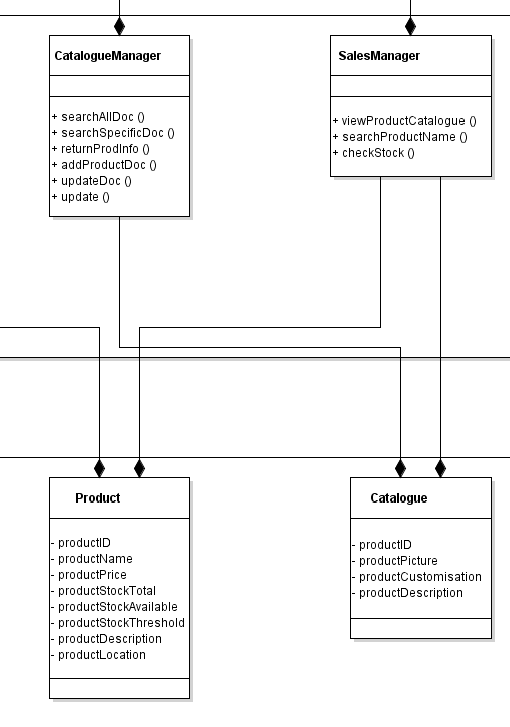 CatalogueManager
+ searchAllDoc ()
+ searchSpecificDoc ()
+ returnProdInfo ()
+ addProductDoc ()
+ updateDoc ()
+ update ()
SalesManager
+ viewProductCatalogue ()
+ searchProductName ()
+ checkStock ()
Product
- productID
- productName
- productPrice
- productStockTotal
- productStockAvailable
- productStockThreshold
- productDescription
- productLocation
Catalogue
- productID
- productPicture
- productCustomisation
- productDescription